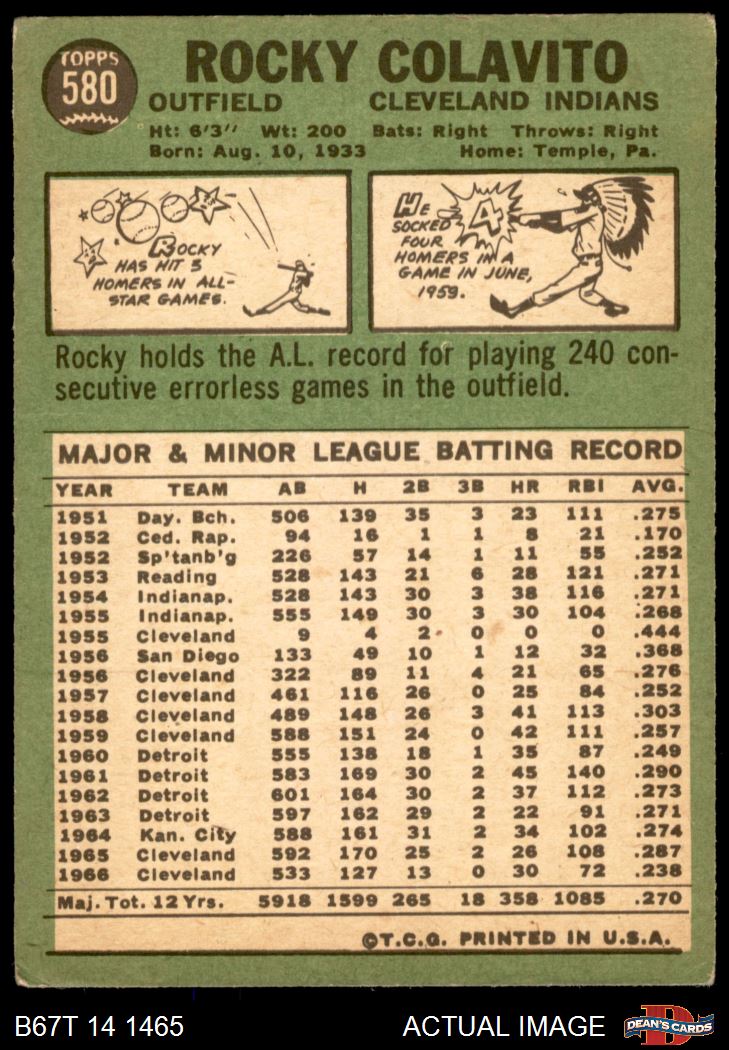 TOPPS
580
ROCKY COLAVITO
OUTFIELD CLEVELAND INDIANS
Ht: 6'3" Wt: 200 Bats: Right Throws: Right
Born: Aug. 10, 1933 Home: Temple, Pa.
ROCKY
HAS HIT 3
HOMERS IN ALL-
STAR GAMES.
HE
SOCKED
FOUR
HOMERS IN A
GAME IN JUNE,
1959.
4
Rocky holds the A.L. record for playing 240 con-
secutive errorless games in the outfield.
MAJOR & MINOR LEAGUE BATTING RECORD
YEAR TEAM AB H 2B 3B HR RBI AVG.
1951 Day. Bch. 506 139 35 3 23 111 .275
1952 Ced. Rap. 94 16 1 1 8 21 .170
1952 Sp'tanb'g 226 57 14 1 11 55 .252
1953 Reading 528 143 21 6 28 121 .271
1954 Indianap. 528 143 30 3 38 116 .271
1955 Indianap. 555 149 30 3 30 104 .268
1955 Cleveland 9 4 2 0 0 0 .444
1956 San Diego 133 49 10 1 12 32 .368
1956 Cleveland 322 89 11 4 21 65 .276
1957 Cleveland 461 116 26 0 25 84 .252
1958 Cleveland 489 148 26 3 41 113 .303
1959 Cleveland 588 151 24 0 42 111 .257
1960 Detroit 555 138 18 1 35 87 .249
1961 Detroit 583 169 30 2 45 140 .290
1962 Detroit 601 164 30 2 37 112 .273
1963 Detroit 597 162 29 2 22 91 .271
1964 Kan. City 588 161 31 2 34 102 .274
1965 Cleveland 592 170 25 2 26 108 .287
1966 Cleveland 533 127 13 0 30 72 .238
Maj. Tot. 12 Yrs. 5918 1599 265 18 358 1085 .270
©T.C.G. PRINTED IN U.S.A.
B67T 14 1465 ACTUAL IMAGE
D
DEAN'S CARDS